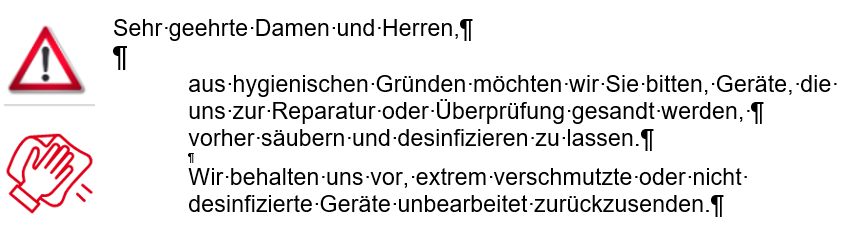 Sehr geehrte Damen und Herren,¶
¶
aus hygienischen Gründen möchten wir Sie bitten, Geräte, die
uns zur Reparatur oder Überprüfung gesandt werden, ¶
vorher säubern und desinfizieren zu lassen.¶
¶
Wir behalten uns vor, extrem verschmutzte oder nicht
desinfizierte Geräte unbearbeitet zurückzusenden.¶